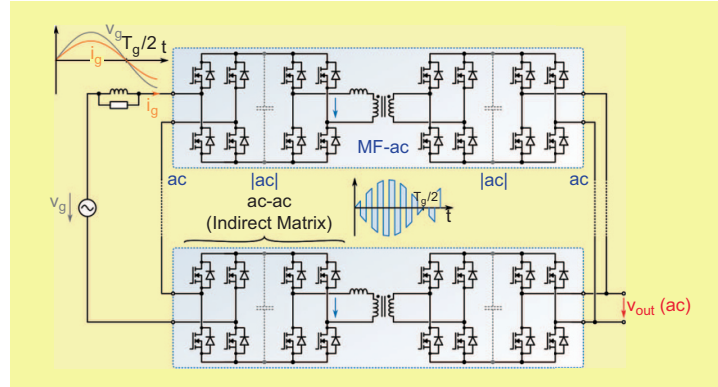 v_g
T_g/2 t
i_g
i_g
MF-ac
ac |ac| |ac| ac
ac-ac
(Indirect Matrix)
T_g/2
t
v_g
v_out (ac)